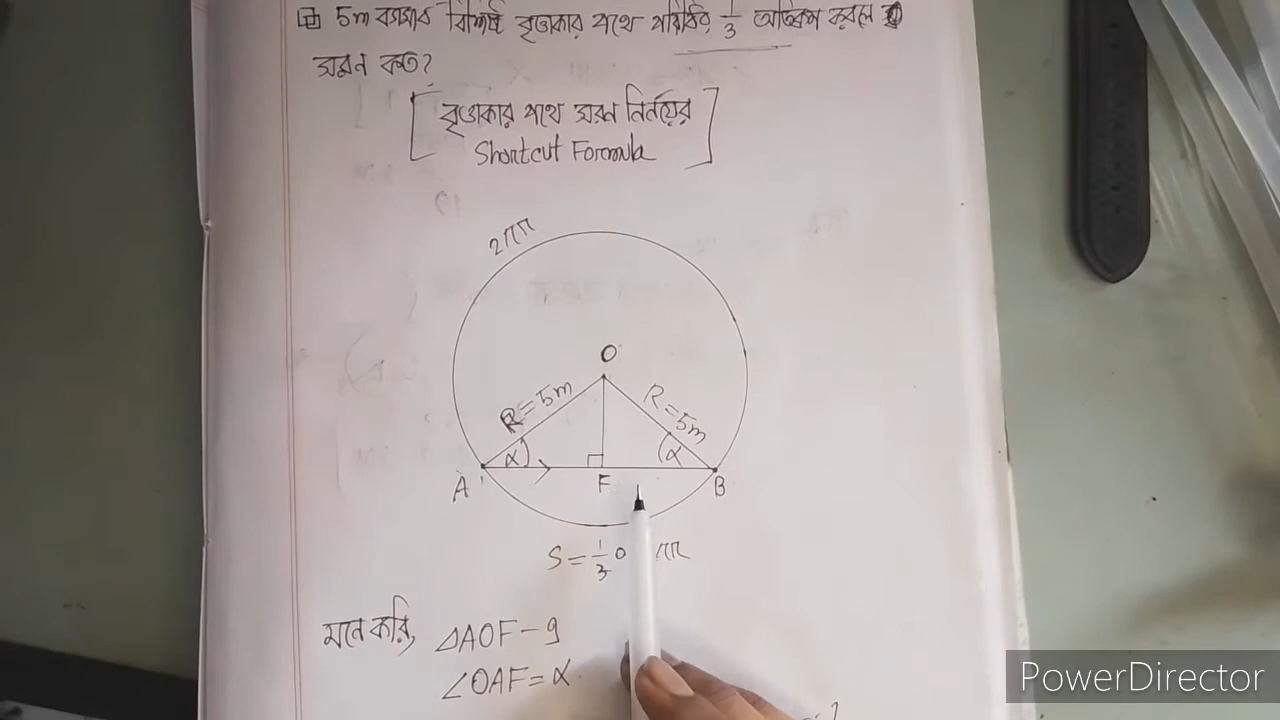 5m ব্যাসার্ধ বিশিষ্ট বৃত্তাকার পথে পরিধির 1/3 অতিক্রম করলে
সরণ কত?
[বৃত্তাকার পথে সরণ নির্ণয়ের
Shortcut Formula]
2πr
O
R=5m R=5m
α α
A F B
S = 1/3 πr
মনে করি, △AOF-এ
∠OAF=α
PowerDirector